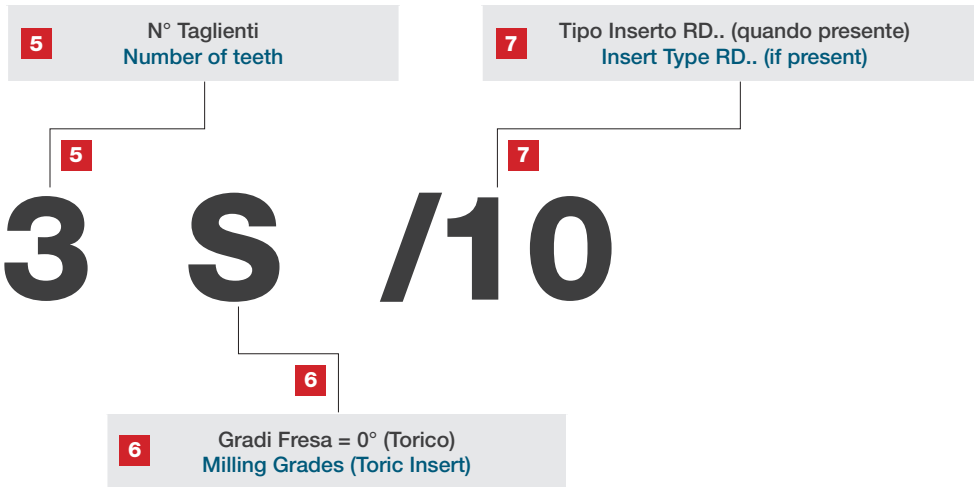 5
N° Taglienti
Number of teeth
7
Tipo Inserto RD.. (quando presente)
Insert Type RD.. (if present)
5
7
3 S /10
6
6
Gradi Fresa = 0° (Torico)
Milling Grades (Toric Insert)